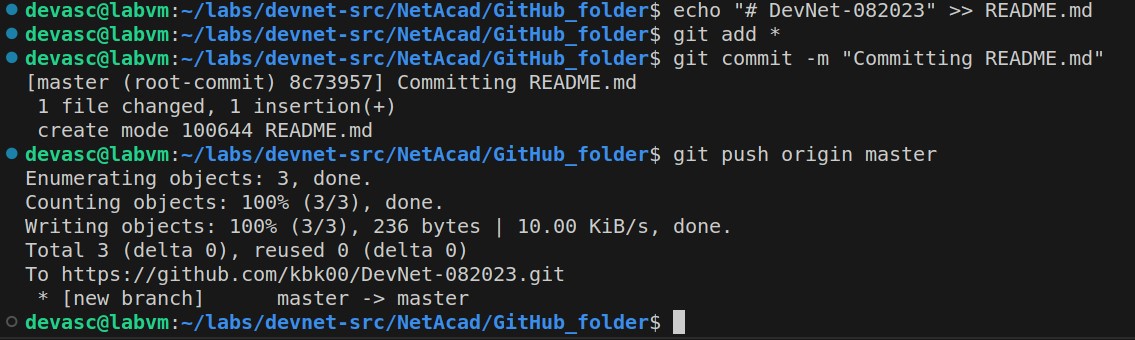 devasc@labvm:~/labs/devnet-src/NetAcad/GitHub_folder$ echo "# DevNet-082023" >> README.md
devasc@labvm:~/labs/devnet-src/NetAcad/GitHub_folder$ git add *
devasc@labvm:~/labs/devnet-src/NetAcad/GitHub_folder$ git commit -m "Committing README.md"
[master (root-commit) 8c73957] Committing README.md
 1 file changed, 1 insertion(+)
 create mode 100644 README.md
devasc@labvm:~/labs/devnet-src/NetAcad/GitHub_folder$ git push origin master
Enumerating objects: 3, done.
Counting objects: 100% (3/3), done.
Writing objects: 100% (3/3), 236 bytes | 10.00 KiB/s, done.
Total 3 (delta 0), reused 0 (delta 0)
To https://github.com/kbk00/DevNet-082023.git
 * [new branch]      master -> master
devasc@labvm:~/labs/devnet-src/NetAcad/GitHub_folder$